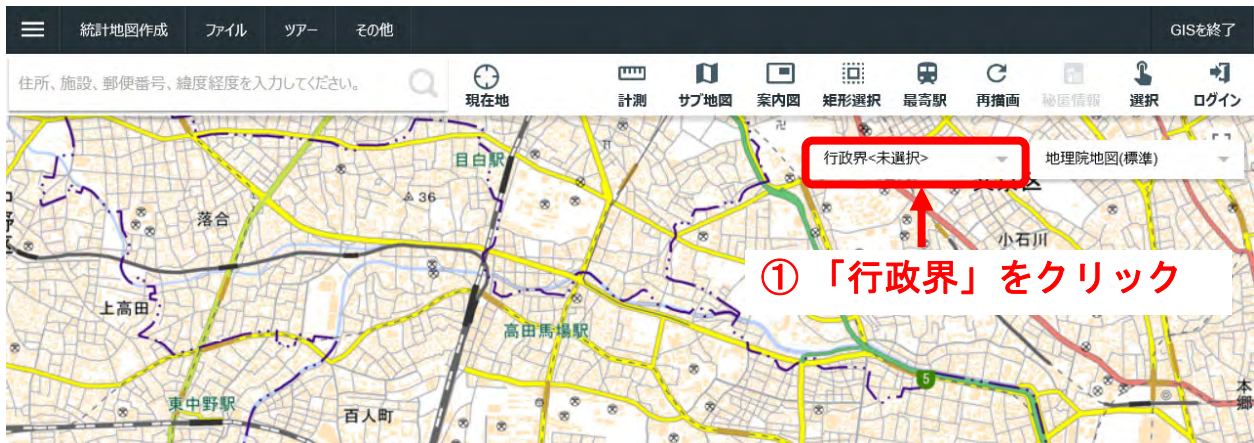 統計地図作成 ファイル ツアー その他 GISを終了
住所、施設、郵便番号、緯度経度を入力してください。
現在地 計測 サブ地図 案内図 矩形選択 最寄駅 再描画 秘匿情報 選択 ログイン
行政界<未選択> 地理院地図(標準)
目白駅
36
落合
小石川
① 「行政界」をクリック
上高田
高田馬場駅
5
東中野駅
百人町
本郷